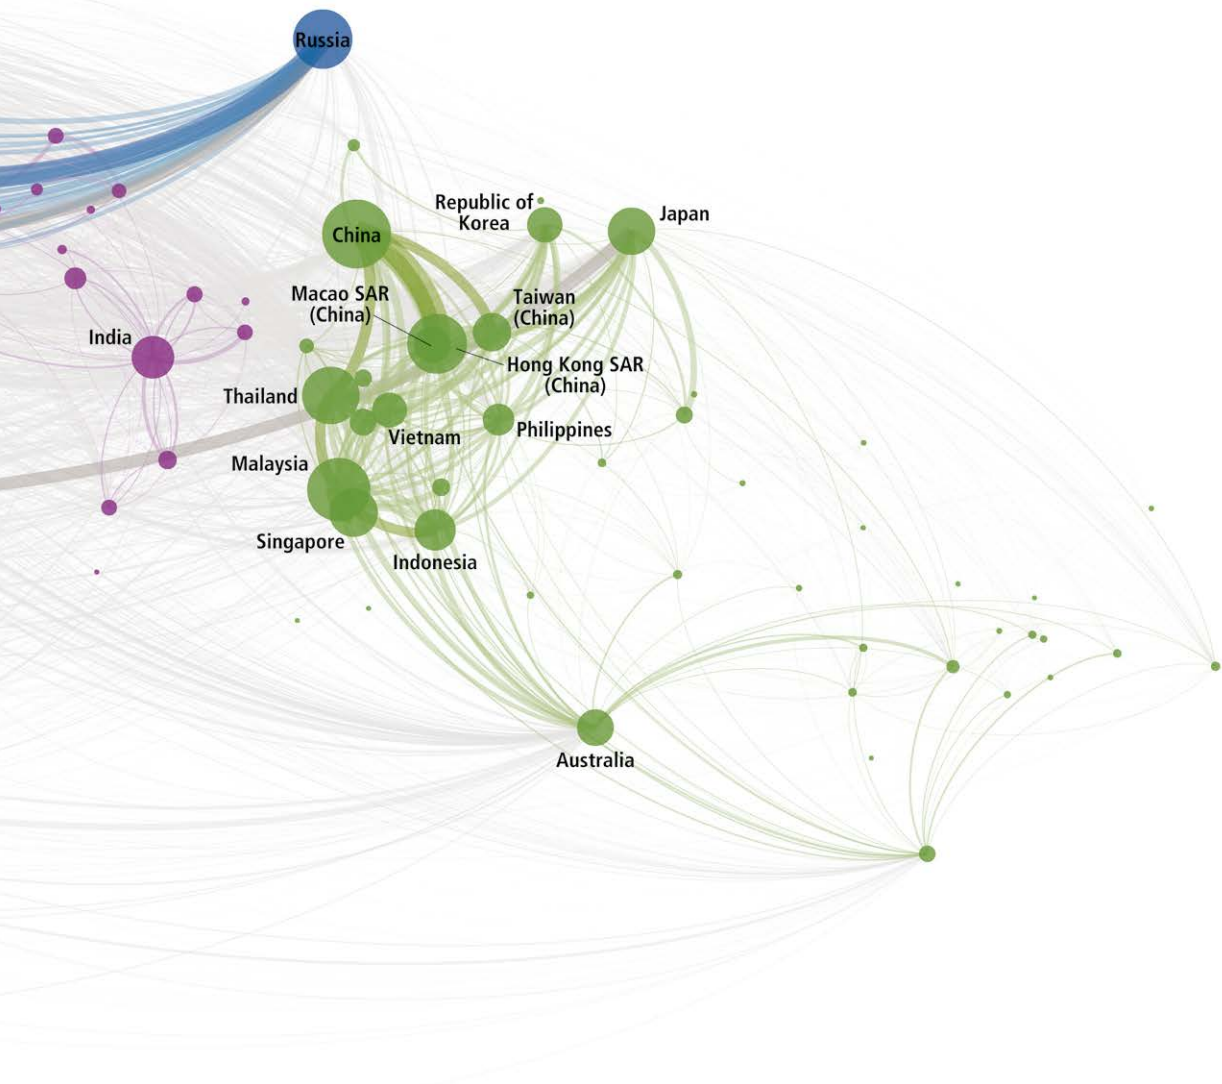 Russia
Republic of
Korea
Japan
China
Macao SAR
(China)
Taiwan
(China)
India
Hong Kong SAR
(China)
Thailand
Vietnam
Philippines
Malaysia
Singapore
Indonesia
Australia